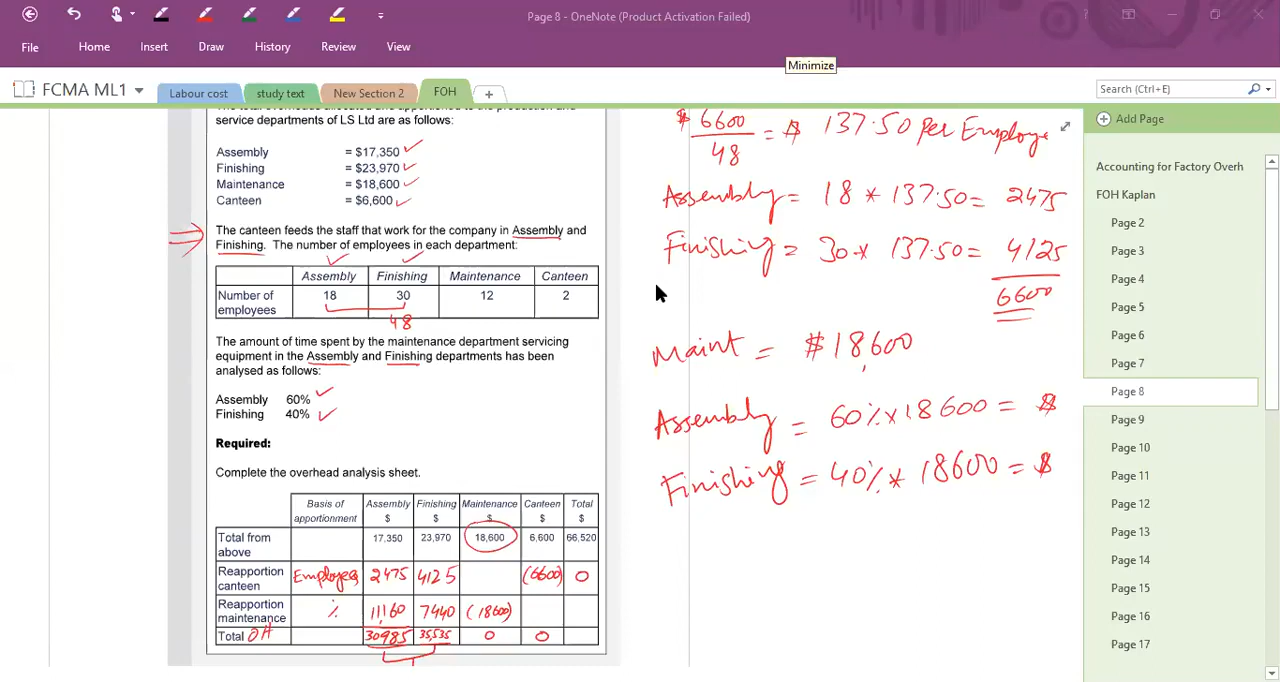 Page 8 - OneNote (Product Activation Failed)
?
File Home Insert Draw History Review View
Minimize
FCMA ML1
Labour cost study text New Section 2 FOH +
Search (Ctrl+E)
service departments of LS Ltd are as follows:
Assembly = $17,350
Finishing = $23,970
Maintenance = $18,600
Canteen = $6,600
The canteen feeds the staff that work for the company in Assembly and
Finishing. The number of employees in each department:
Assembly Finishing Maintenance Canteen
Number of employees 18 30 12 2
48
The amount of time spent by the maintenance department servicing
equipment in the Assembly and Finishing departments has been
analysed as follows:
Assembly 60%
Finishing 40%
Required:
Complete the overhead analysis sheet.
Basis of apportionment Assembly $ Finishing $ Maintenance $ Canteen $ Total $
Total from above 17,350 23,970 18,600 6,600 66,520
Reapportion canteen Employees 2475 4125 (6600) 0
Reapportion maintenance % 11,160 7440 (18600)
Total OH 30985 35,535 0 0
$ 6600 = $ 137.50 Per Employe
48
Assembly = 18 * 137.50 = 2475
Finishing = 30 * 137.50 = 4125
6600
Maint = $18,600
Assembly = 60% × 18600 = $
Finishing = 40% * 18600 = $
Add Page
Accounting for Factory Overh
FOH Kaplan
Page 2
Page 3
Page 4
Page 5
Page 6
Page 7
Page 8
Page 9
Page 10
Page 11
Page 12
Page 13
Page 14
Page 15
Page 16
Page 17